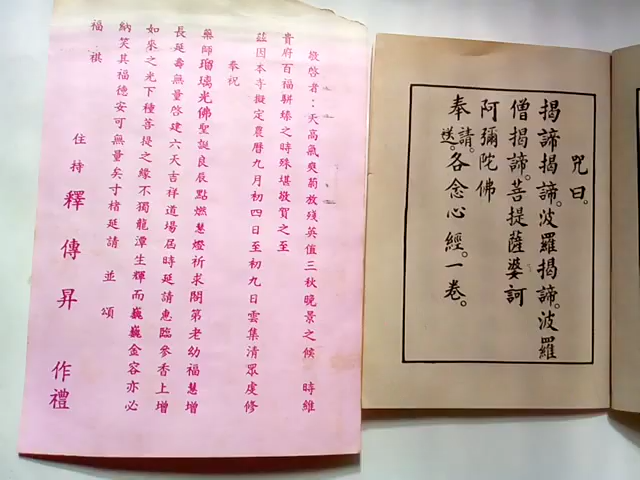 咒曰。
揭諦揭諦。波羅揭諦。波羅
僧揭諦。菩提薩婆訶
阿彌陀佛
奉請。送。各念心經。一卷。
敬啓者：天高氣爽菊放殘英值三秋晚景之候 時維
貴府百福駢臻之時殊堪敬賀之至
茲因本寺擬定農曆九月初四日至初九日雲集清眾虔修
奉祝
藥師瑠璃光佛聖誕良辰點燃慧燈祈求閤第老幼福慧增
長延壽無量啓建六天吉祥道場屆時延請惠臨參香上增
如來之光下種菩提之緣不獨龍潭生輝而巍巍金容亦必
納笑其福德安可無量矣寸楮延請 並頌
福祺
住持 釋傳昇 作禮